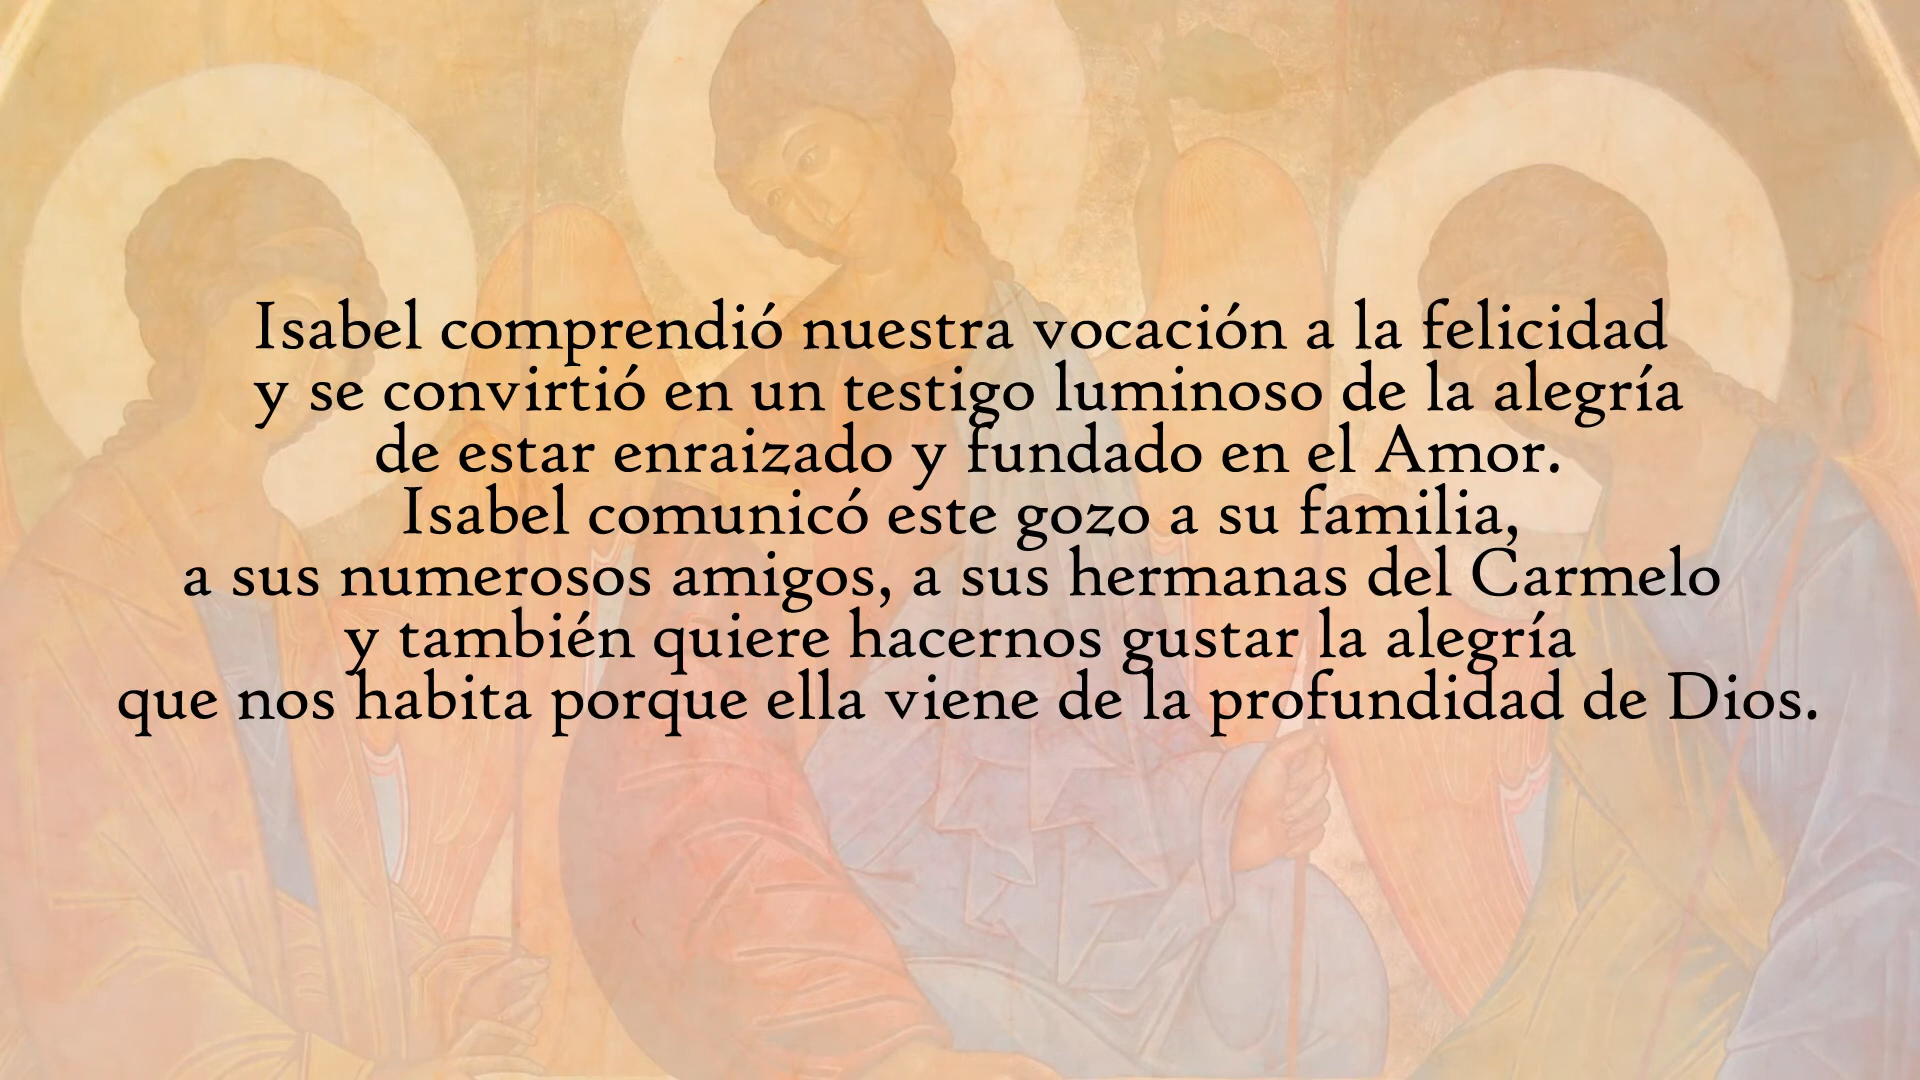 Isabel comprendió nuestra vocación a la felicidad
y se convirtió en un testigo luminoso de la alegría
de estar enraizado y fundado en el Amor.
Isabel comunicó este gozo a su familia,
a sus numerosos amigos, a sus hermanas del Carmelo
y también quiere hacernos gustar la alegría
que nos habita porque ella viene de la profundidad de Dios.